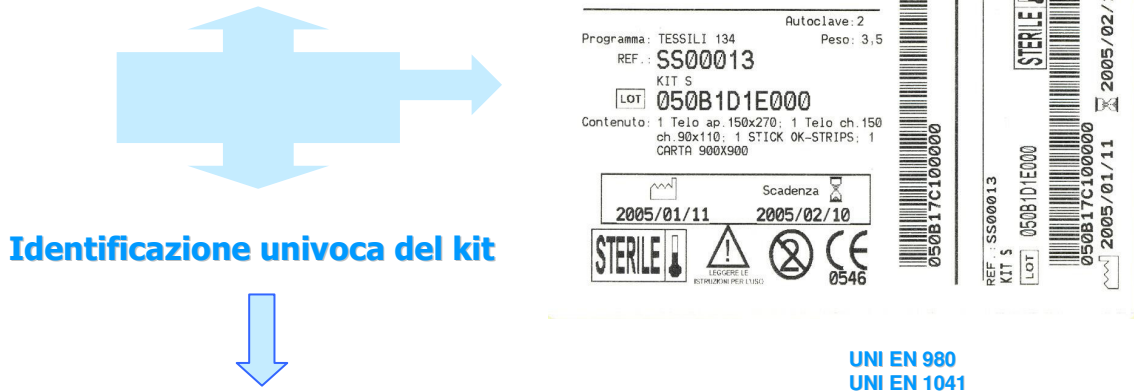 Autoclave: 2
Programma: TESSILI 134 Peso: 3,5
REF.: SS00013
KIT S
LOT 050B1D1E000
Contenuto: 1 Telo ap.150x270; 1 Telo ch.150
ch.90x110; 1 STICK OK-STRIPS; 1
CARTA 900X900
Scadenza
2005/01/11 2005/02/10
STERILE
LEGGERE LE
ISTRUZIONI PER L'USO
2
CE
0546
050B17C100000
REF.: SS00013
KIT S
LOT 050B1D1E000
STERILE
050B17C100000
2005/01/11 2005/02/
Identificazione univoca del kit
UNI EN 980
UNI EN 1041